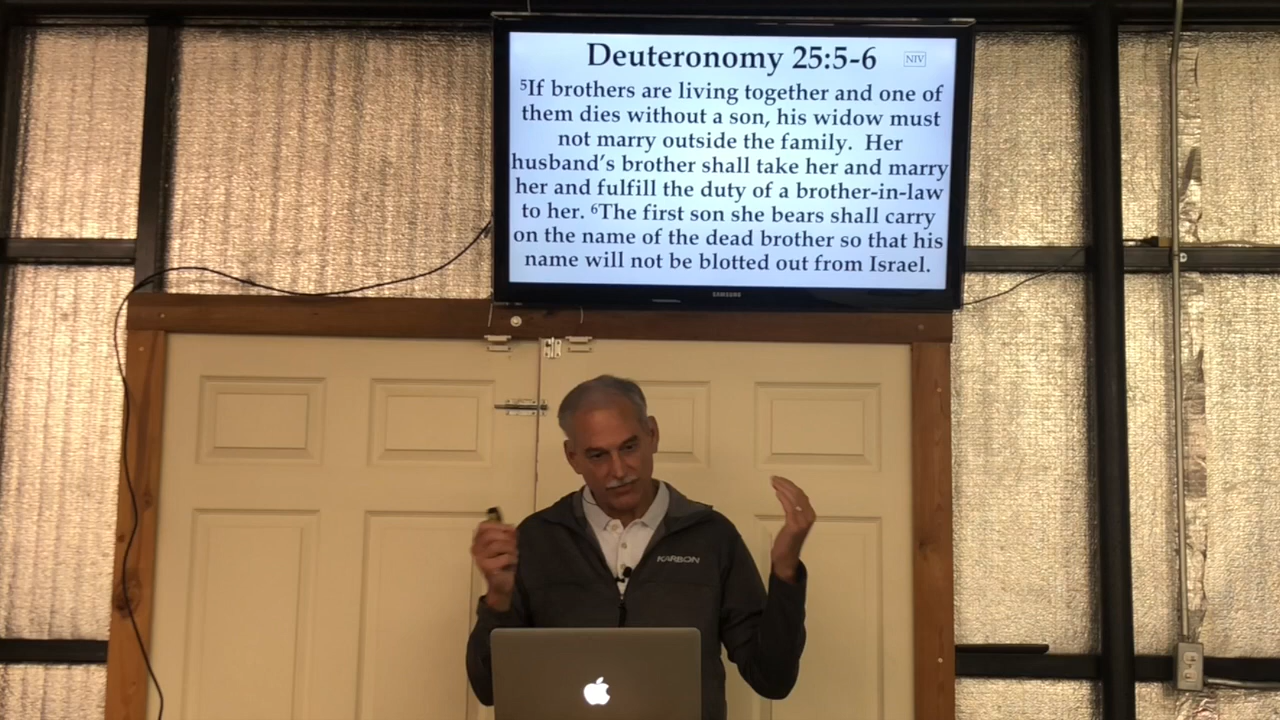 Deuteronomy 25:5-6 NIV
⁵If brothers are living together and one of
them dies without a son, his widow must
not marry outside the family. Her
husband's brother shall take her and marry
her and fulfill the duty of a brother-in-law
to her. ⁶The first son she bears shall carry
on the name of the dead brother so that his
name will not be blotted out from Israel.
SAMSUNG
KARBON